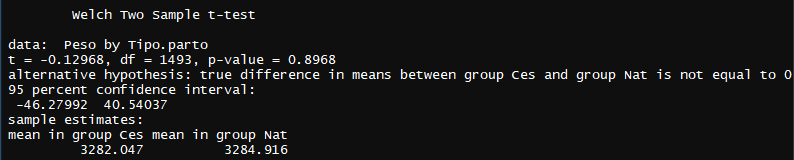 Welch Two Sample t-test
data:  Peso by Tipo.parto
t = -0.12968, df = 1493, p-value = 0.8968
alternative hypothesis: true difference in means between group Ces and group Nat is not equal to 0
95 percent confidence interval:
 -46.27992  40.54037
sample estimates:
mean in group Ces mean in group Nat
         3282.047          3284.916